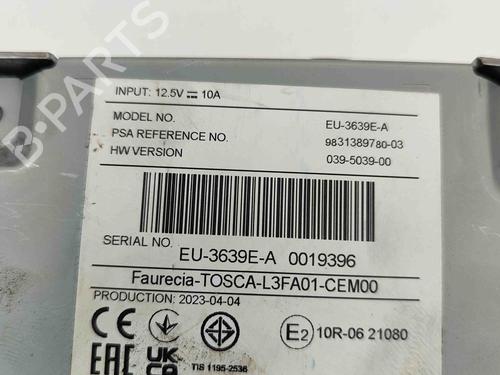 INPUT: 12.5V ⎓ 10A
MODEL NO. EU-3639E-A
PSA REFERENCE NO. 9831389780-03
HW VERSION 039-5039-00
SERIAL NO. EU-3639E-A 0019396
Faurecia-TOSCA-L3FA01-CEM00
PRODUCTION: 2023-04-04
CE E2 10R-06 21080
EAC UK CA TIS 1195-2536
B-PARTS